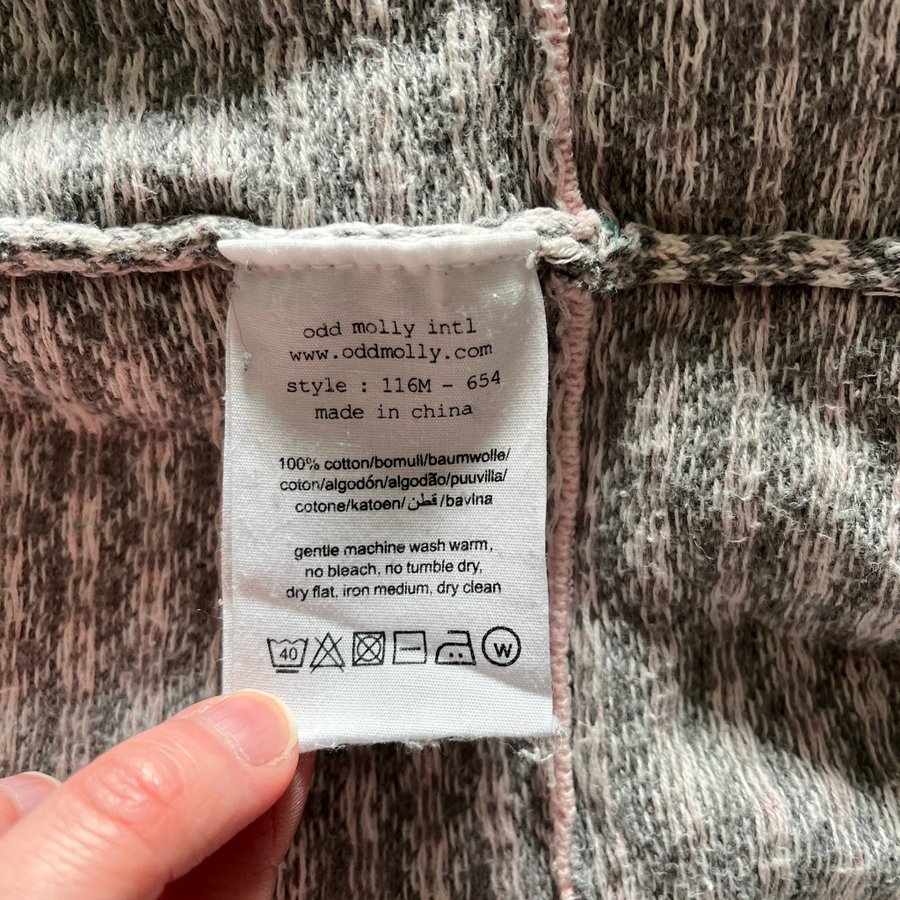 odd molly intl
www.oddmolly.com
style : 116M - 654
made in china
100% cotton/bomull/baumwolle/
coton/algodón/algodão/puuvilla/
cotone/katoen/قطن/bavlna
gentle machine wash warm,
no bleach, no tumble dry,
dry flat, iron medium, dry clean
40 W